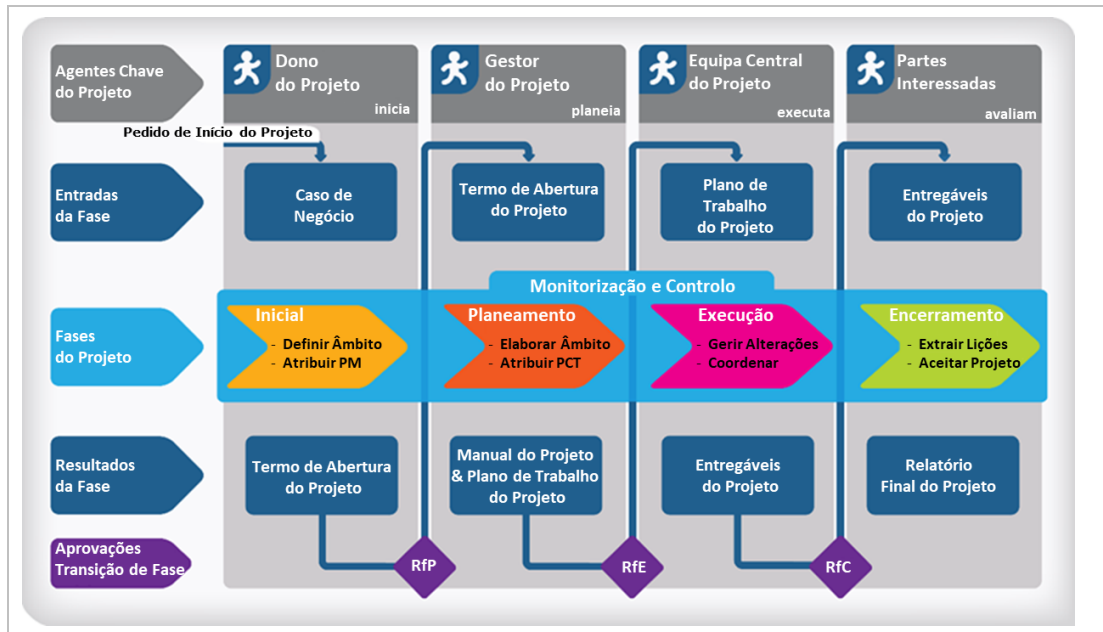 Agentes Chave
do Projeto
Dono
do Projeto
inicia
Gestor
do Projeto
planeia
Equipa Central
do Projeto
executa
Partes
Interessadas
avaliam
Pedido de Início do Projeto
Entradas
da Fase
Caso de
Negócio
Termo de Abertura
do Projeto
Plano de
Trabalho
do Projeto
Entregáveis
do Projeto
Monitorização e Controlo
Fases
do Projeto
Inicial
- Definir Âmbito
- Atribuir PM
Planeamento
- Elaborar Âmbito
- Atribuir PCT
Execução
- Gerir Alterações
- Coordenar
Encerramento
- Extrair Lições
- Aceitar Projeto
Resultados
da Fase
Termo de Abertura
do Projeto
Manual do Projeto
& Plano de Trabalho
do Projeto
Entregáveis
do Projeto
Relatório
Final do Projeto
Aprovações
Transição de Fase
RfP
RfE
RfC